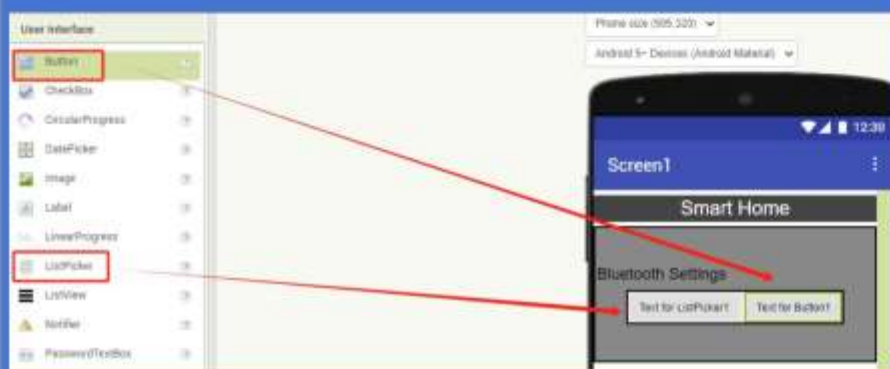 User Interface
Button
CheckBox
CircularProgress
DatePicker
Image
Label
LinearProgress
ListPicker
ListView
Notifier
PasswordTextBox
Phone size (505,320)
Android 5+ Devices (Android Material)
12:39
Screen1
Smart Home
Bluetooth Settings
Text for ListPicker1
Text for Button1